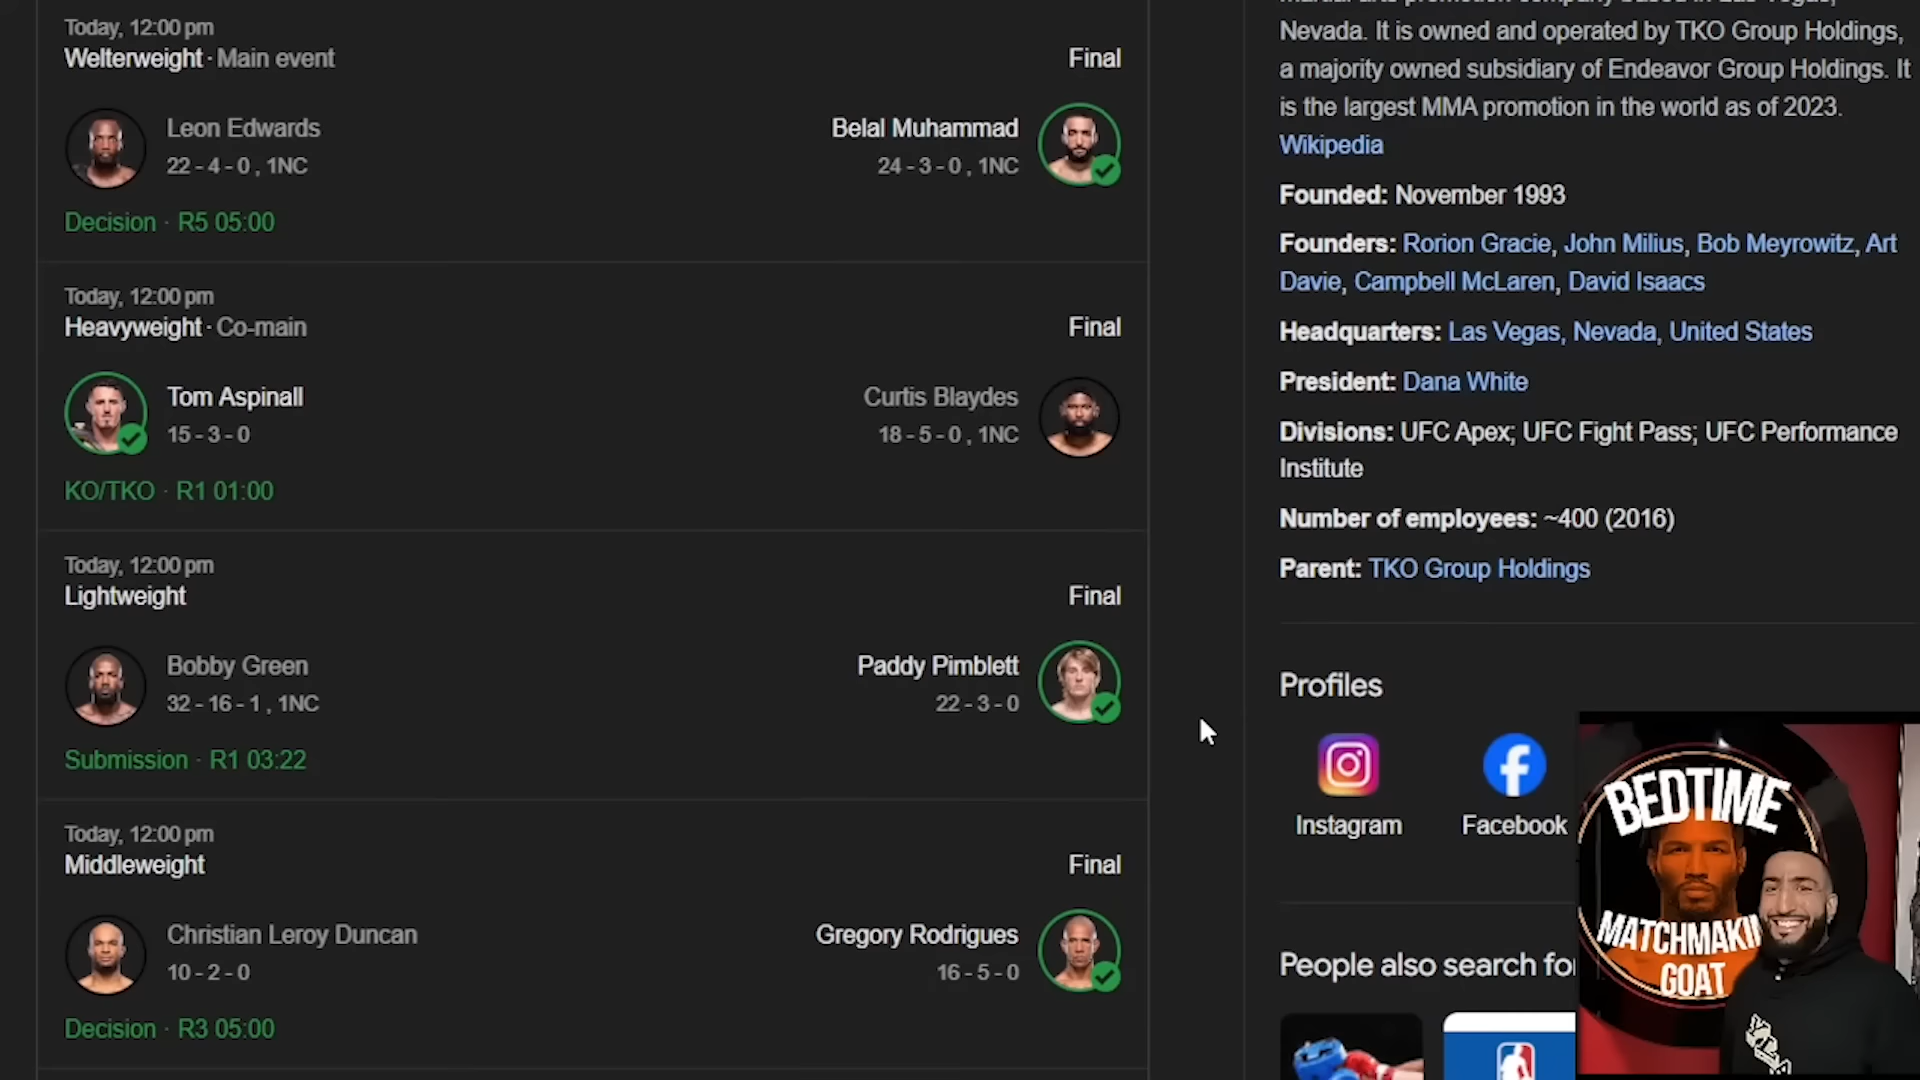 Today, 12:00 pm
Welterweight · Main event
Final
Leon Edwards
22 - 4 - 0 , 1NC
Belal Muhammad
24 - 3 - 0 , 1NC
Decision · R5 05:00
Today, 12:00 pm
Heavyweight · Co-main
Final
Tom Aspinall
15 - 3 - 0
Curtis Blaydes
18 - 5 - 0 , 1NC
KO/TKO · R1 01:00
Today, 12:00 pm
Lightweight
Final
Bobby Green
32 - 16 - 1 , 1NC
Paddy Pimblett
22 - 3 - 0
Submission · R1 03:22
Today, 12:00 pm
Middleweight
Final
Christian Leroy Duncan
10 - 2 - 0
Gregory Rodrigues
16 - 5 - 0
Decision · R3 05:00
Nevada. It is owned and operated by TKO Group Holdings,
a majority owned subsidiary of Endeavor Group Holdings. It
is the largest MMA promotion in the world as of 2023.
Wikipedia
Founded: November 1993
Founders: Rorion Gracie, John Milius, Bob Meyrowitz, Art
Davie, Campbell McLaren, David Isaacs
Headquarters: Las Vegas, Nevada, United States
President: Dana White
Divisions: UFC Apex; UFC Fight Pass; UFC Performance
Institute
Number of employees: ~400 (2016)
Parent: TKO Group Holdings
Profiles
Instagram
Facebook
People also search for
BEDTIME
MATCHMAKIN
GOAT